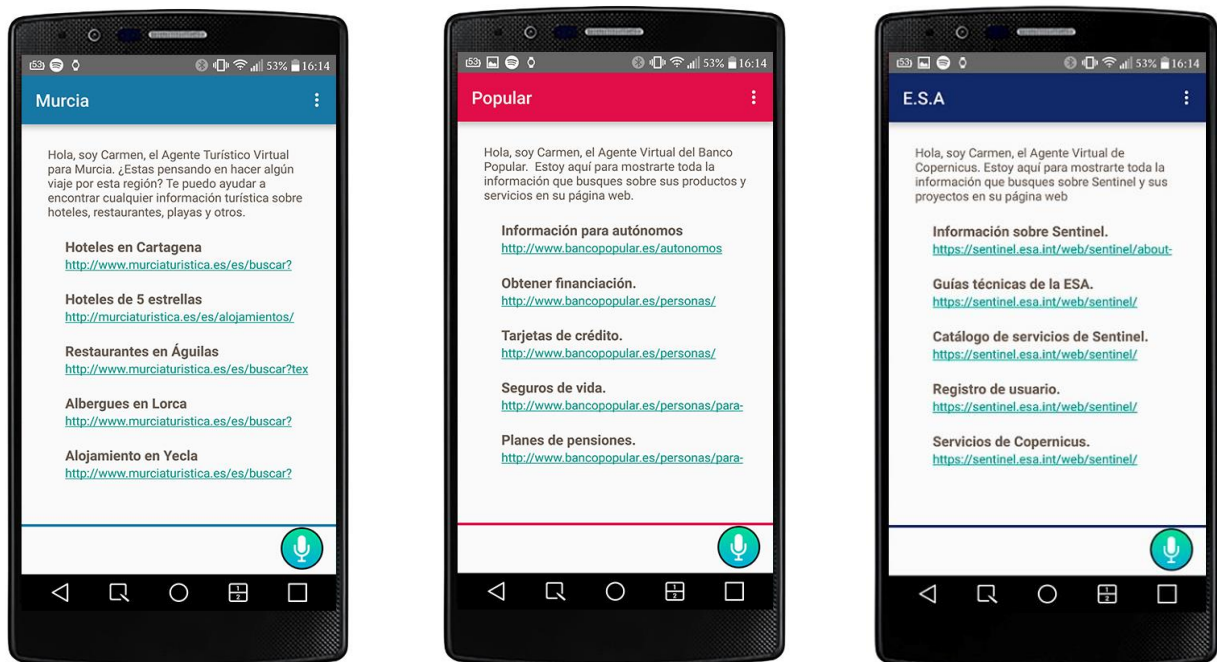 53% 16:14
Murcia
Hola, soy Carmen, el Agente Turístico Virtual
para Murcia. ¿Estas pensando en hacer algún
viaje por esta región? Te puedo ayudar a
encontrar cualquier información turística sobre
hoteles, restaurantes, playas y otros.
Hoteles en Cartagena
http://www.murciaturistica.es/es/buscar?
Hoteles de 5 estrellas
http://murciaturistica.es/es/alojamientos/
Restaurantes en Águilas
http://www.murciaturistica.es/es/buscar?tex
Albergues en Lorca
http://www.murciaturistica.es/es/buscar?
Alojamiento en Yecla
http://www.murciaturistica.es/es/buscar?
1
2
53% 16:14
Popular
Hola, soy Carmen, el Agente Virtual del Banco
Popular. Estoy aquí para mostrarte toda la
información que busques sobre sus productos y
servicios en su página web.
Información para autónomos
http://www.bancopopular.es/autonomos
Obtener financiación.
http://www.bancopopular.es/personas/
Tarjetas de crédito.
http://www.bancopopular.es/personas/
Seguros de vida.
http://www.bancopopular.es/personas/para-
Planes de pensiones.
http://www.bancopopular.es/personas/para-
1
2
53% 16:14
E.S.A
Hola, soy Carmen, el Agente Virtual de
Copernicus. Estoy aquí para mostrarte toda la
información que busques sobre Sentinel y sus
proyectos en su página web
Información sobre Sentinel.
https://sentinel.esa.int/web/sentinel/about-
Guías técnicas de la ESA.
https://sentinel.esa.int/web/sentinel/
Catálogo de servicios de Sentinel.
https://sentinel.esa.int/web/sentinel/
Registro de usuario.
https://sentinel.esa.int/web/sentinel/
Servicios de Copernicus.
https://sentinel.esa.int/web/sentinel/
1
2